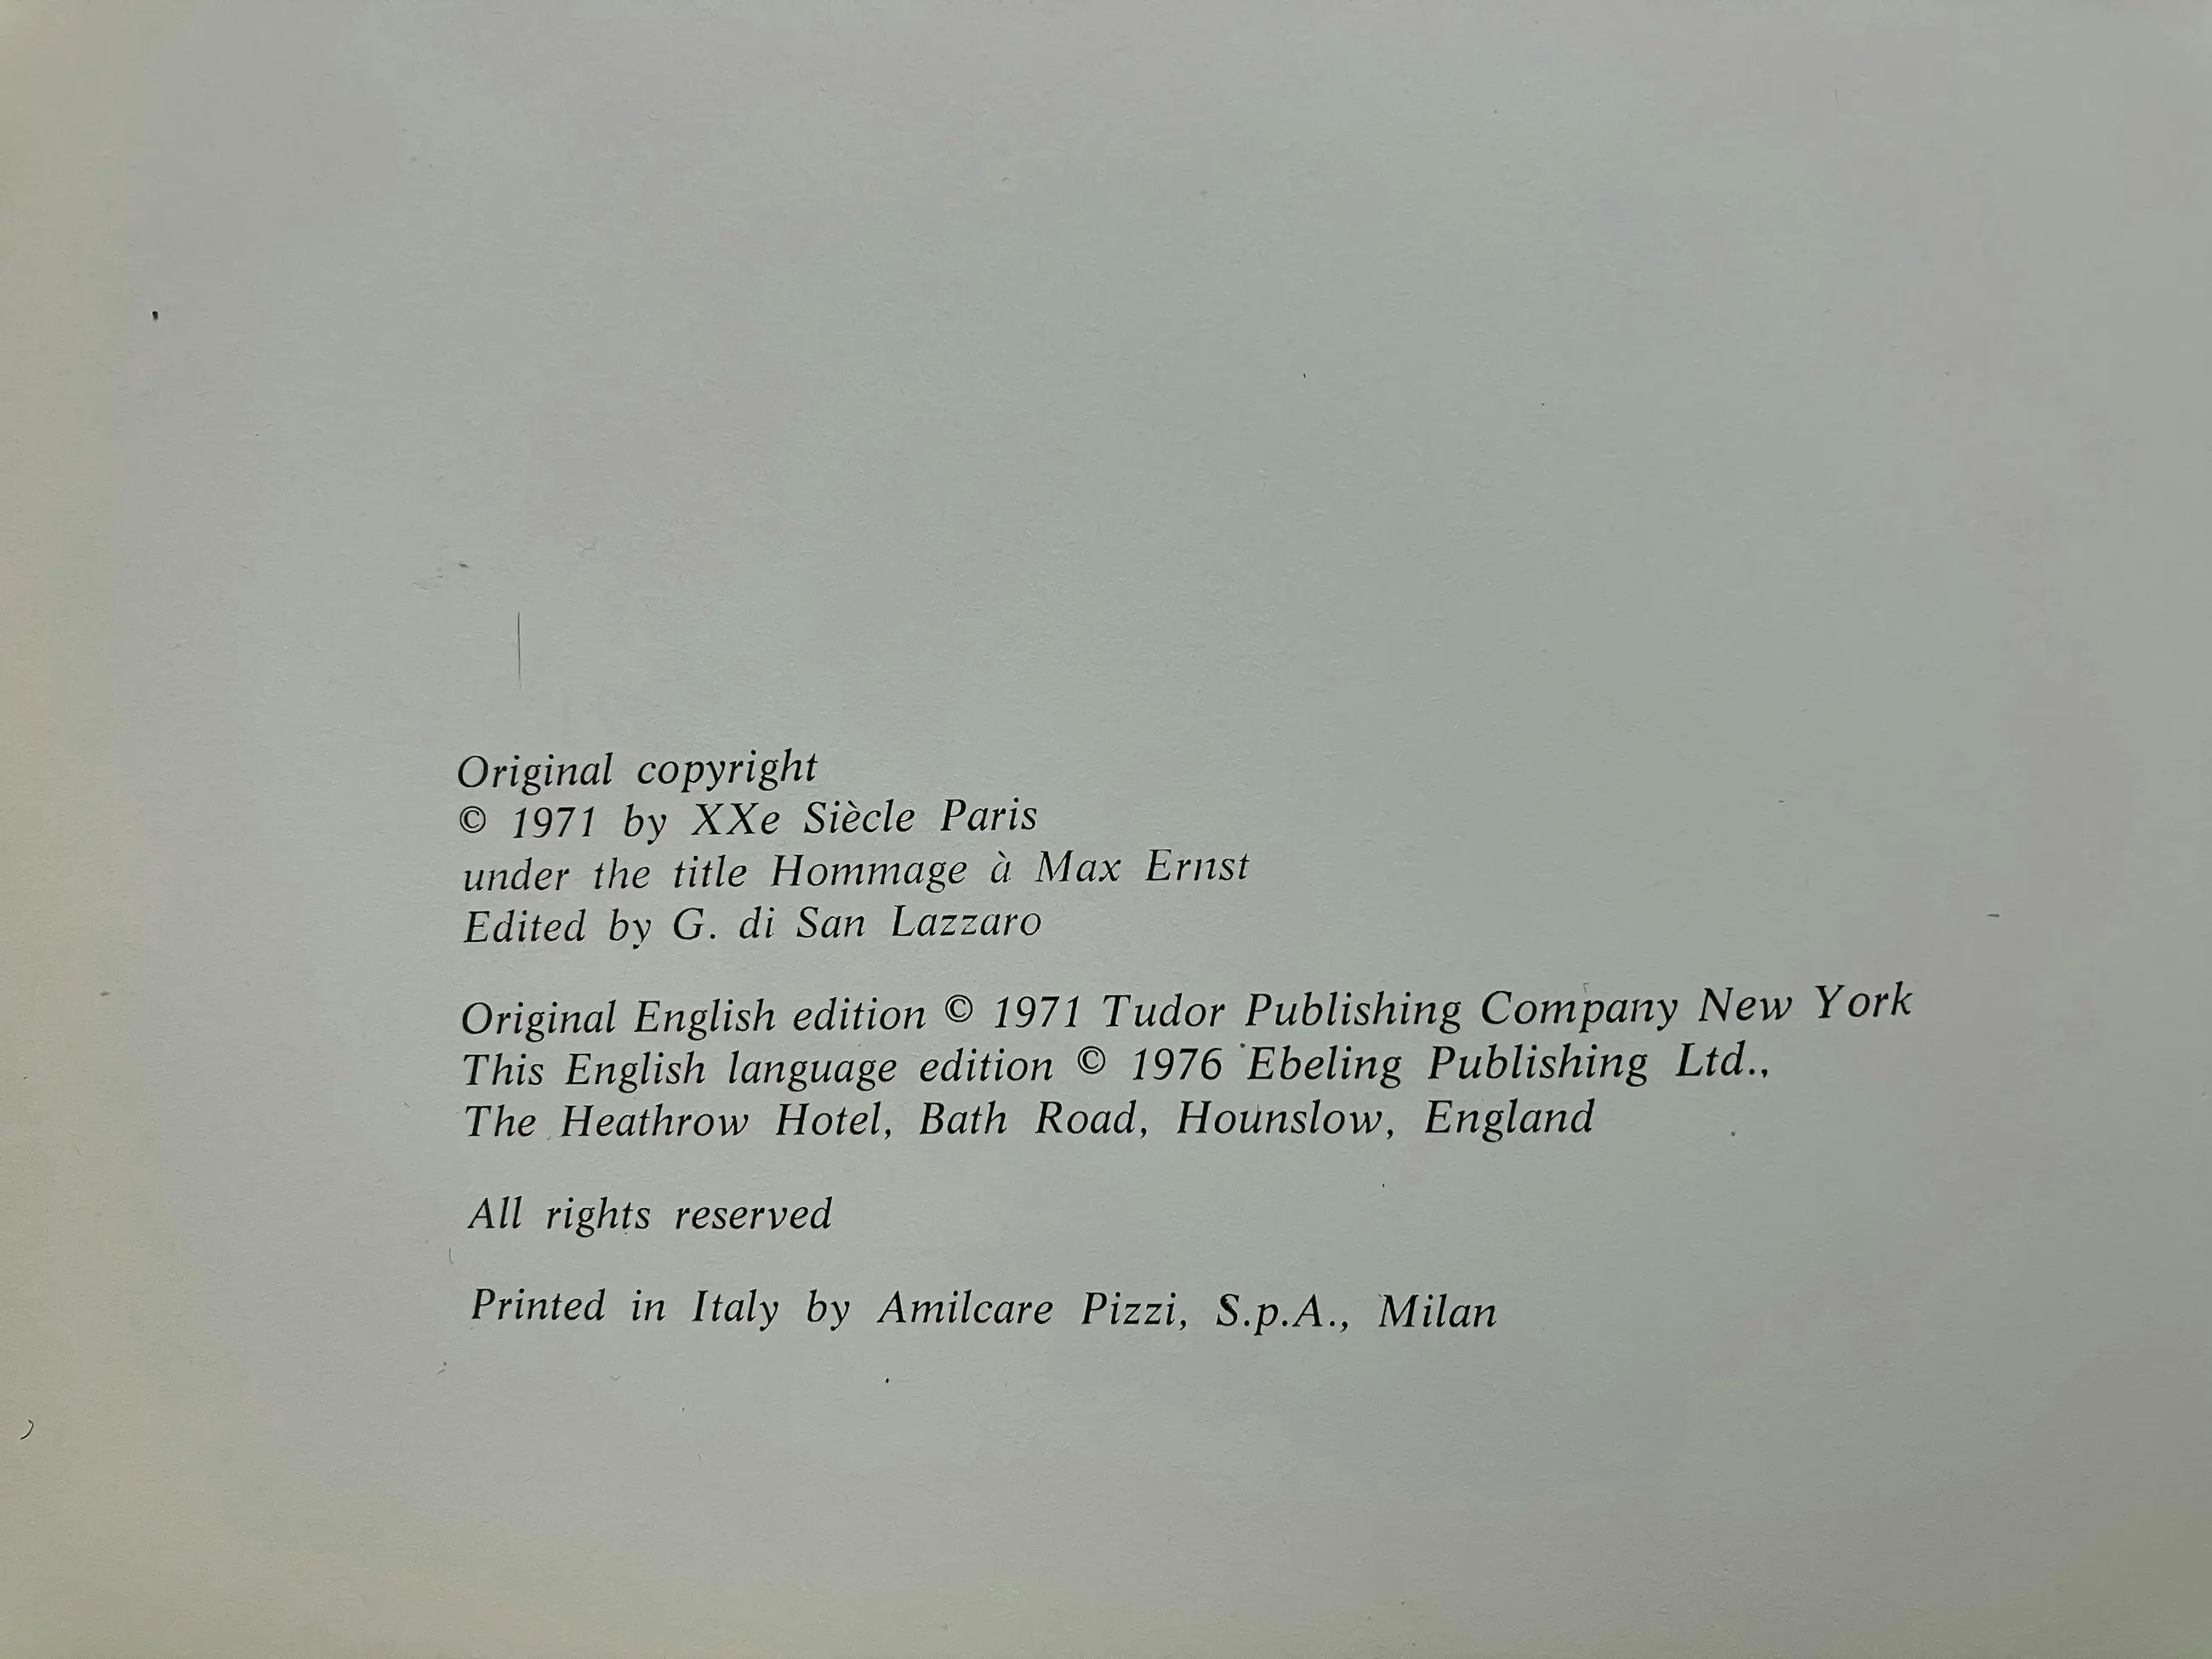 Original copyright
© 1971 by XXe Siècle Paris
under the title Hommage à Max Ernst
Edited by G. di San Lazzaro
Original English edition © 1971 Tudor Publishing Company New York
This English language edition © 1976 Ebeling Publishing Ltd.,
The Heathrow Hotel, Bath Road, Hounslow, England
All rights reserved
Printed in Italy by Amilcare Pizzi, S.p.A., Milan